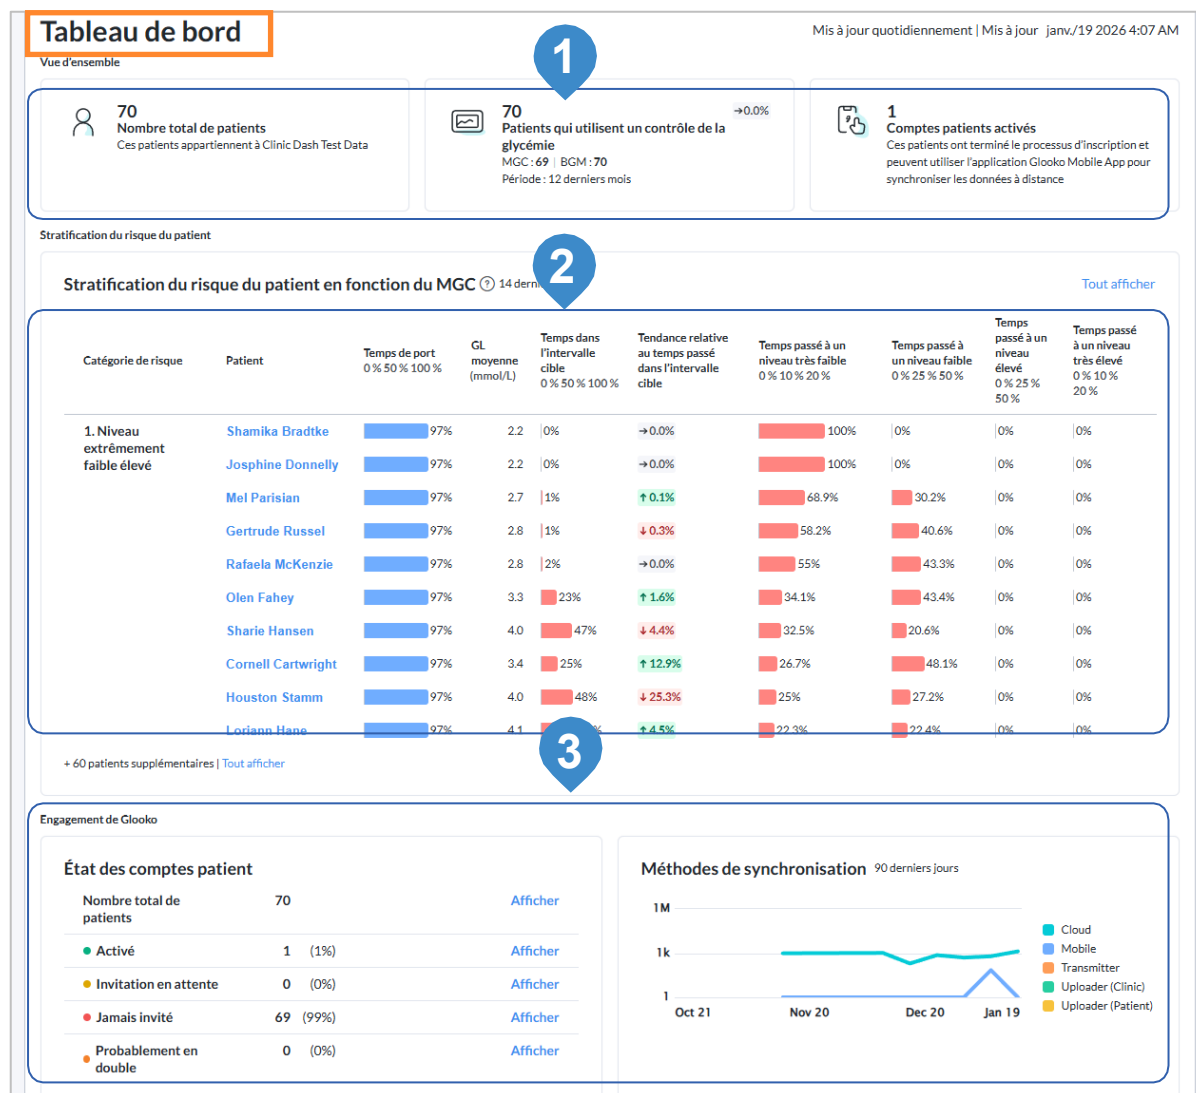 Tableau de bord
Mis à jour quotidiennement | Mis à jour janv./19 2026 4:07 AM
Vue d'ensemble
1
70
Nombre total de patients
Ces patients appartiennent à Clinic Dash Test Data
70
→0.0%
Patients qui utilisent un contrôle de la
glycémie
MGC : 69 | BGM : 70
Période : 12 derniers mois
1
Comptes patients activés
Ces patients ont terminé le processus d'inscription et
peuvent utiliser l'application Glooko Mobile App pour
synchroniser les données à distance
Stratification du risque du patient
2
Stratification du risque du patient en fonction du MGC ? 14
Tout afficher
Catégorie de risque
Patient
Temps de port
0 % 50 % 100 %
GL
moyenne
(mmol/L)
Temps dans
l'intervalle
cible
0 % 50 % 100 %
Tendance relative
au temps passé
dans l'intervalle
cible
Temps passé à un
niveau très faible
0 % 10 % 20 %
Temps passé à
un niveau faible
0 % 25 % 50 %
Temps
passé à un
niveau
élevé
0 % 25 %
50 %
Temps passé
à un niveau
très élevé
0 % 10 %
20 %
1. Niveau
extrêmement
faible élevé
Shamika Bradtke 97% 2.2 0% →0.0% 100% 0% 0% 0%
Josphine Donnelly 97% 2.2 0% →0.0% 100% 0% 0% 0%
Mel Parisian 97% 2.7 1% ↑ 0.1% 68.9% 30.2% 0% 0%
Gertrude Russel 97% 2.8 1% ↓ 0.3% 58.2% 40.6% 0% 0%
Rafaela McKenzie 97% 2.8 2% →0.0% 55% 43.3% 0% 0%
Olen Fahey 97% 3.3 23% ↑ 1.6% 34.1% 43.4% 0% 0%
Sharie Hansen 97% 4.0 47% ↓ 4.4% 32.5% 20.6% 0% 0%
Cornell Cartwright 97% 3.4 25% ↑ 12.9% 26.7% 48.1% 0% 0%
Houston Stamm 97% 4.0 48% ↓ 25.3% 25% 27.2% 0% 0%
Loriann Hane 97% 4.1 % ↑ 4.5% 22.3% 22.4% 0% 0%
3
+ 60 patients supplémentaires | Tout afficher
Engagement de Glooko
État des comptes patient
Nombre total de
patients
70 Afficher
Activé 1 (1%) Afficher
Invitation en attente 0 (0%) Afficher
Jamais invité 69 (99%) Afficher
Probablement en
double
0 (0%) Afficher
Méthodes de synchronisation 90 derniers jours
1M
1k
1
Oct 21 Nov 20 Dec 20 Jan 19
Cloud
Mobile
Transmitter
Uploader (Clinic)
Uploader (Patient)